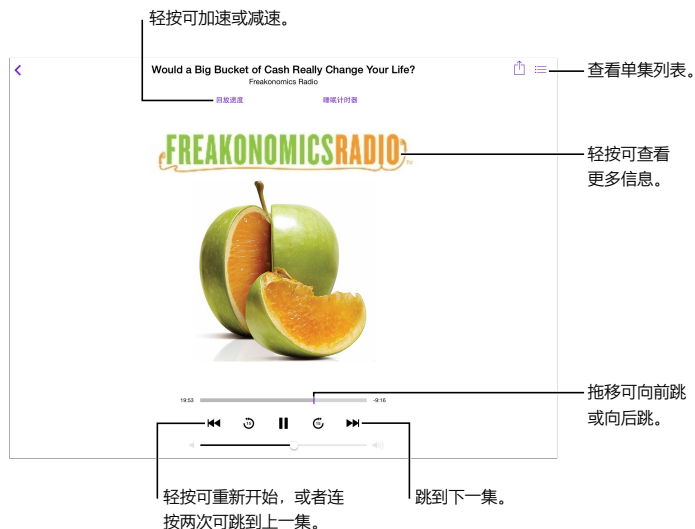 轻按可加速或减速。
Would a Big Bucket of Cash Really Change Your Life?
Freakonomics Radio
查看单集列表。
回放速度
睡眠计时器
FREAKONOMICSRADIO
TM
轻按可查看
更多信息。
19:53
-9:16
拖移可向前跳
或向后跳。
15
15
轻按可重新开始，或者连
按两次可跳到上一集。
跳到下一集。